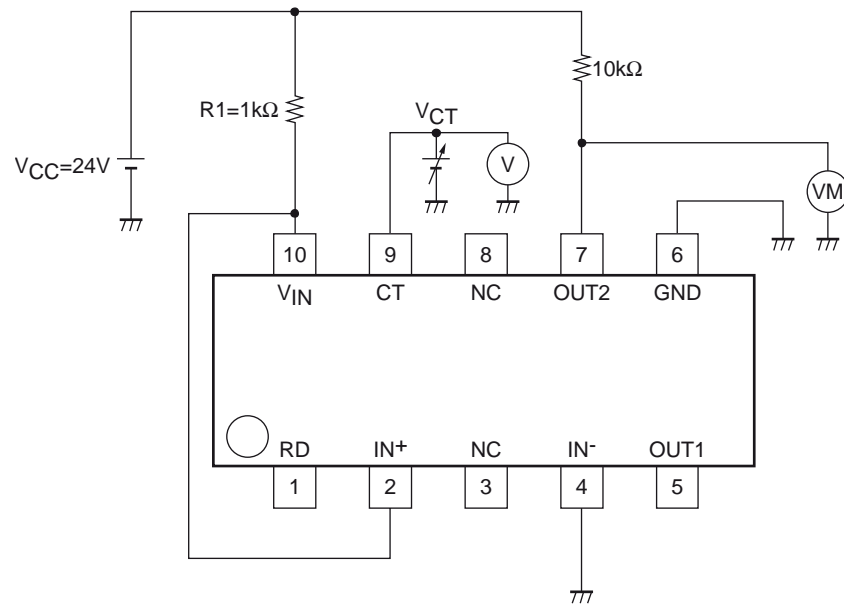 10kΩ
R1=1kΩ
VCT
VCC=24V
V
VM
10 9 8 7 6
VIN CT NC OUT2 GND
RD IN+ NC IN- OUT1
1 2 3 4 5